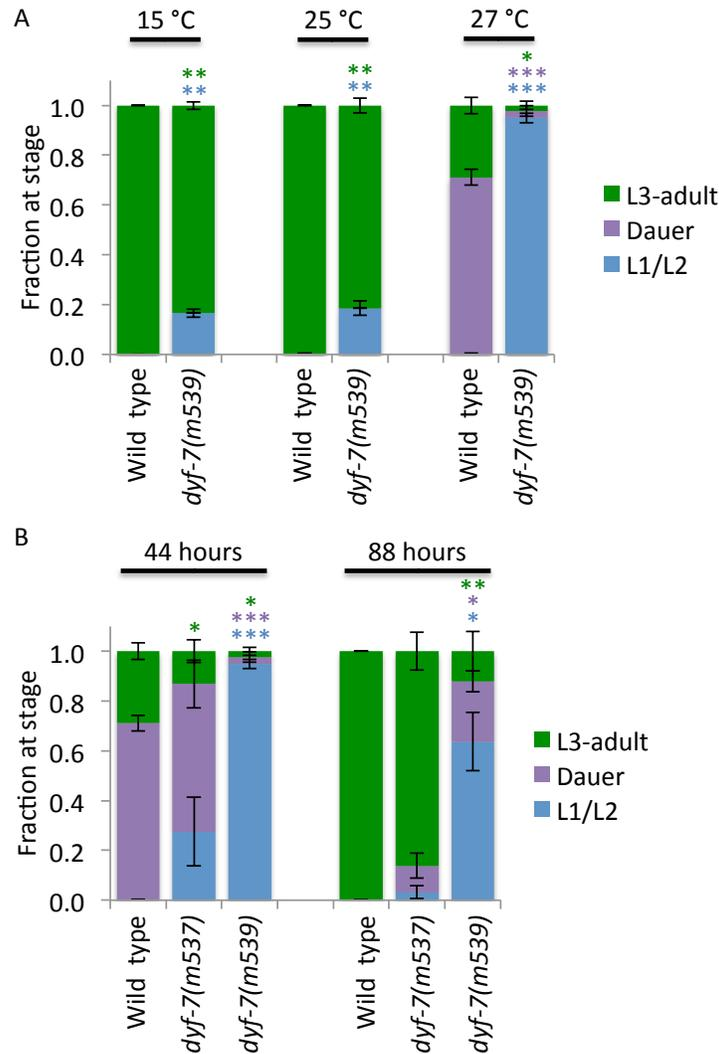 A
15 °C 25 °C 27 °C
** ** *
** ** ***
***
1.0
0.8
0.6
0.4
0.2
0.0
Fraction at stage
L3-adult
Dauer
L1/L2
Wild type
dyf-7(m539)
Wild type
dyf-7(m539)
Wild type
dyf-7(m539)
B
44 hours 88 hours
* * **
*** *
*** *
1.0
0.8
0.6
0.4
0.2
0.0
Fraction at stage
L3-adult
Dauer
L1/L2
Wild type
dyf-7(m537)
dyf-7(m539)
Wild type
dyf-7(m537)
dyf-7(m539)